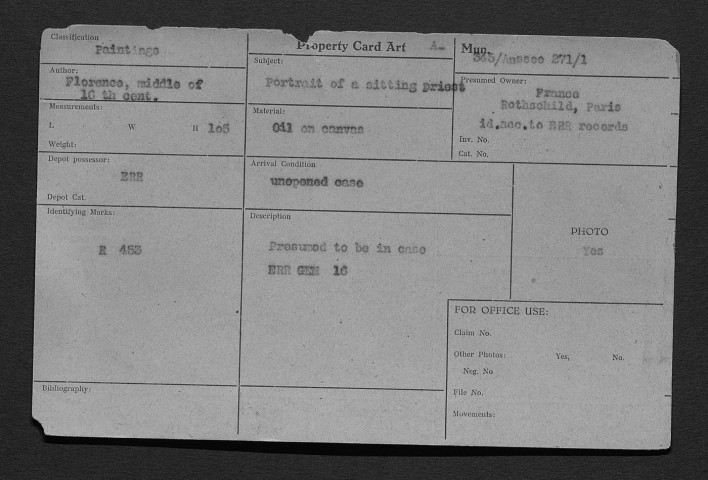 Classification
Paintings
Property Card Art
A-
Mun.
345/Aussee 271/1
Author:
Florence, middle of
16 th cent.
Subject:
Portrait of a sitting priest
Presumed Owner:
France
Rothschild, Paris
id.acc.to ERR records
Measurements:
L W H 105
Weight:
Material:
Oil on canvas
Inv. No.
Cat. No.
Depot possessor:
ERR
Depot Cat.
Arrival Condition
unopened case
Identifying Marks:
R 453
Description
Presumed to be in case
ERR GEM 16
PHOTO
Yes
FOR OFFICE USE:
Claim No.
Other Photos: Yes, No.
Neg. No
File No.
Movements:
Bibliography: